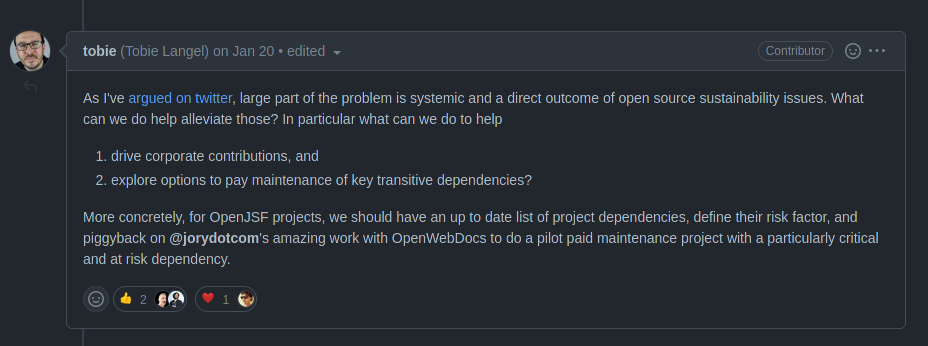 tobie (Tobie Langel) on Jan 20 • edited
Contributor
As I've argued on twitter, large part of the problem is systemic and a direct outcome of open source sustainability issues. What
can we do help alleviate those? In particular what can we do to help
1. drive corporate contributions, and
2. explore options to pay maintenance of key transitive dependencies?
More concretely, for OpenJSF projects, we should have an up to date list of project dependencies, define their risk factor, and
piggyback on @jorydotcom's amazing work with OpenWebDocs to do a pilot paid maintenance project with a particularly critical
and at risk dependency.
👍 2
❤️ 1